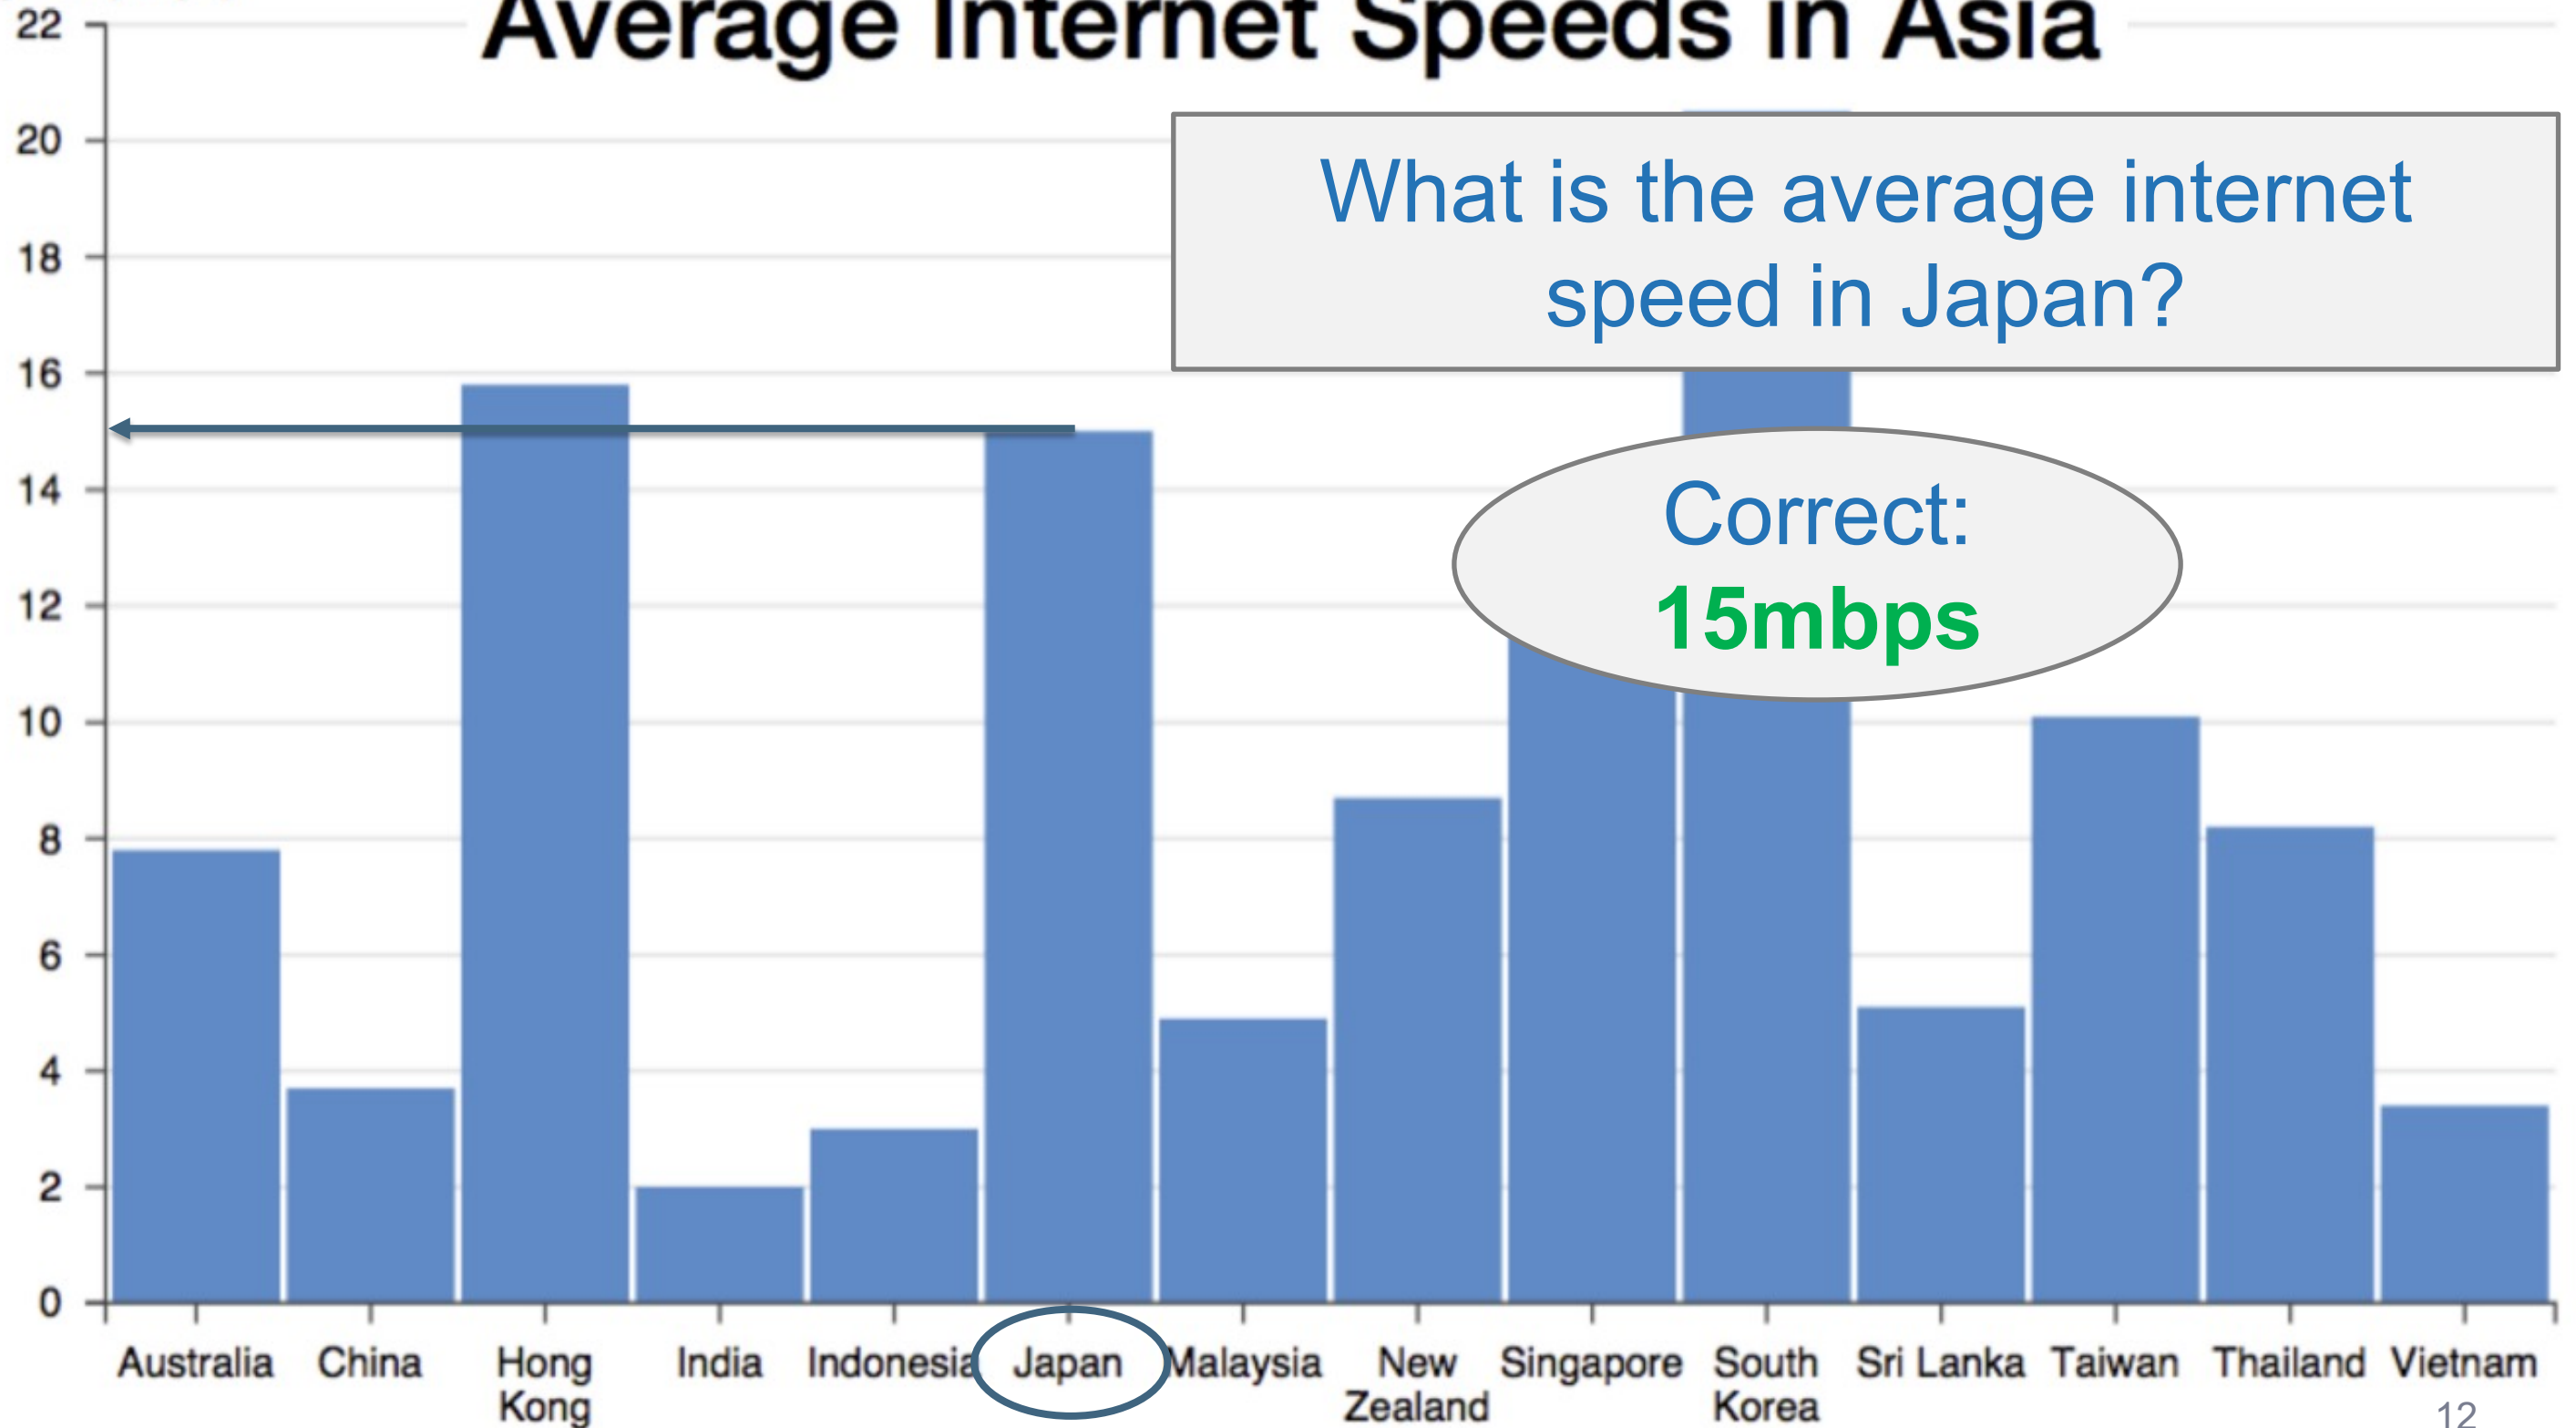 Average Internet Speeds in Asia
22
20
18
16
14
12
10
8
6
4
2
0
What is the average internet
speed in Japan?
Correct:
15mbps
Australia
China
Hong
Kong
India
Indonesia
Japan
Malaysia
New
Zealand
Singapore
South
Korea
Sri Lanka
Taiwan
Thailand
Vietnam
12